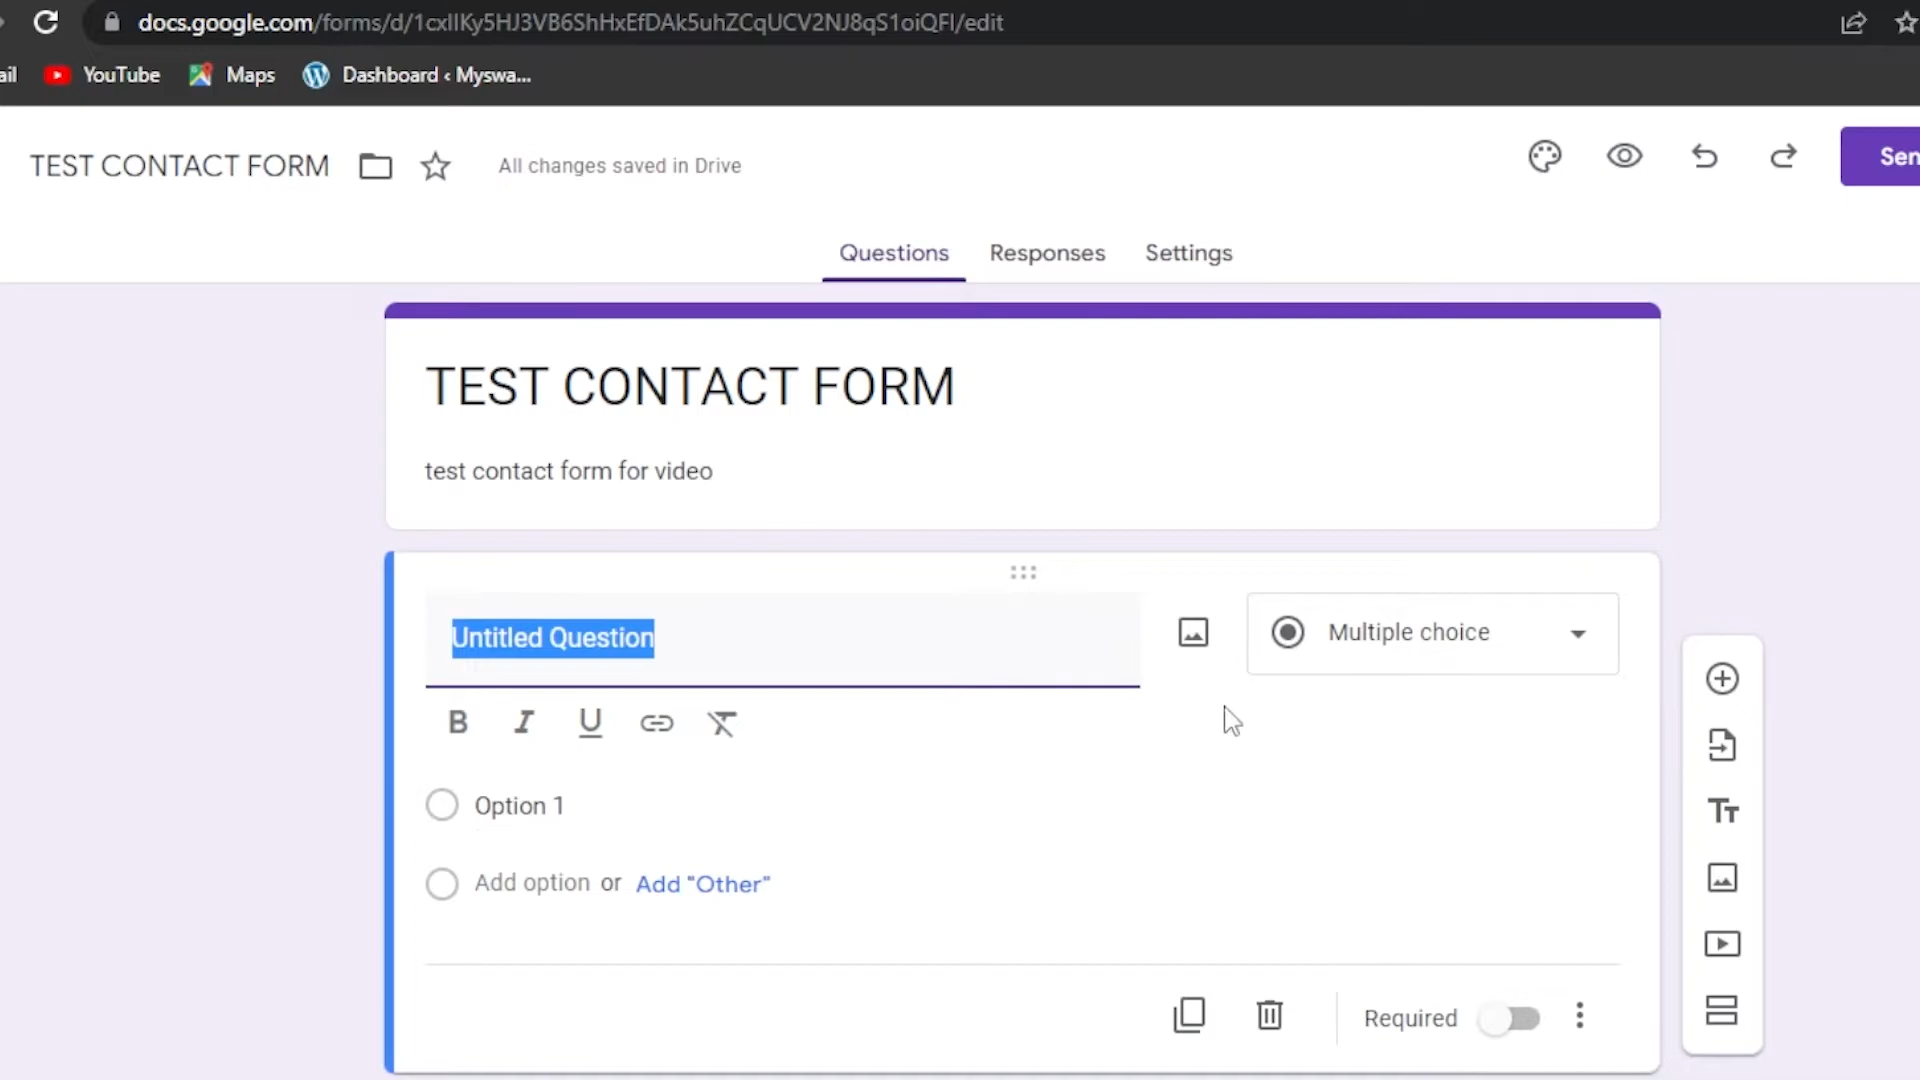 docs.google.com/forms/d/1cxIIKy5HJ3VB6ShHxEfDAk5uhZCqUCV2NJ8qS1oiQFI/edit
ail YouTube Maps Dashboard ‹ Myswa...
TEST CONTACT FORM All changes saved in Drive
Sen
Questions Responses Settings
TEST CONTACT FORM
test contact form for video
Untitled Question
Multiple choice
B I U
Option 1
Add option or Add "Other"
Required